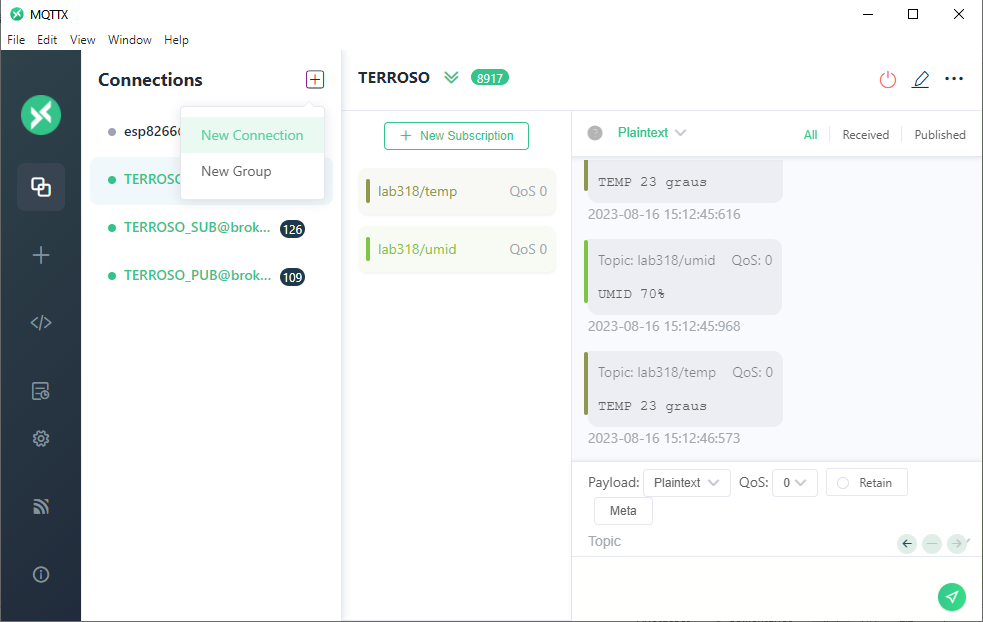 MQTTX
File Edit View Window Help
Connections
esp8266
New Connection
New Group
TERROSO
TERROSO_SUB@brok... 126
TERROSO_PUB@brok... 109
TERROSO 8917
New Subscription
lab318/temp QoS 0
lab318/umid QoS 0
Plaintext All Received Published
TEMP 23 graus
2023-08-16 15:12:45:616
Topic: lab318/umid QoS: 0
UMID 70%
2023-08-16 15:12:45:968
Topic: lab318/temp QoS: 0
TEMP 23 graus
2023-08-16 15:12:46:573
Payload: Plaintext QoS: 0 Retain
Meta
Topic